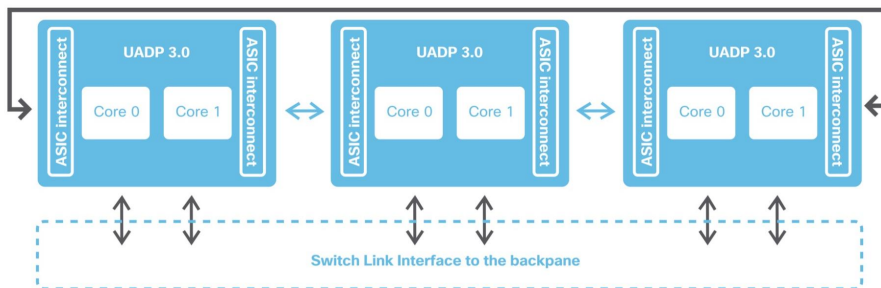 ASIC interconnect
UADP 3.0
Core 0
Core 1
ASIC interconnect
ASIC interconnect
UADP 3.0
Core 0
Core 1
ASIC interconnect
ASIC interconnect
UADP 3.0
Core 0
Core 1
ASIC interconnect
Switch Link Interface to the backpane